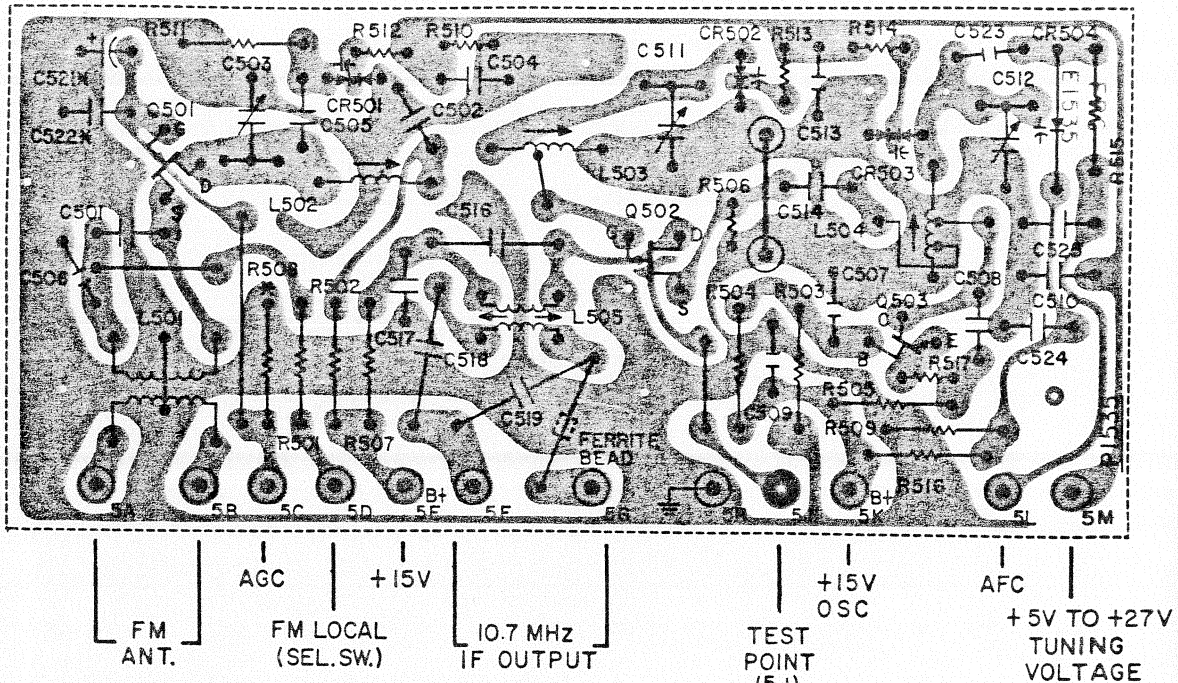 R511
R512
R510
C511
CR502
R513
R514
C523
CR504
C503
C504
C512
E1535
C521X
Q501
CR501
C502
C505
C513
C522X
G
R515
L503
CR503
D
R506
C514
C501
S
L502
C516
Q502
G
D
L504
C525
C506
R508
R502
S
C507
C508
Q503
C510
R504
R503
C
L501
C517
C518
L505
B
E
C524
R517
R505
C519
C509
R509
R501
R507
FERRITE
BEAD
P1535
B+
B+
R516
5A
5B
5C
5D
5E
5F
5G
5H
5J
5K
5L
5M
FM
ANT.
AGC
FM LOCAL
(SEL.SW.)
+15V
10.7 MHz
IF OUTPUT
TEST
POINT
(5J)
+15V
OSC
AFC
+5V TO +27V
TUNING
VOLTAGE